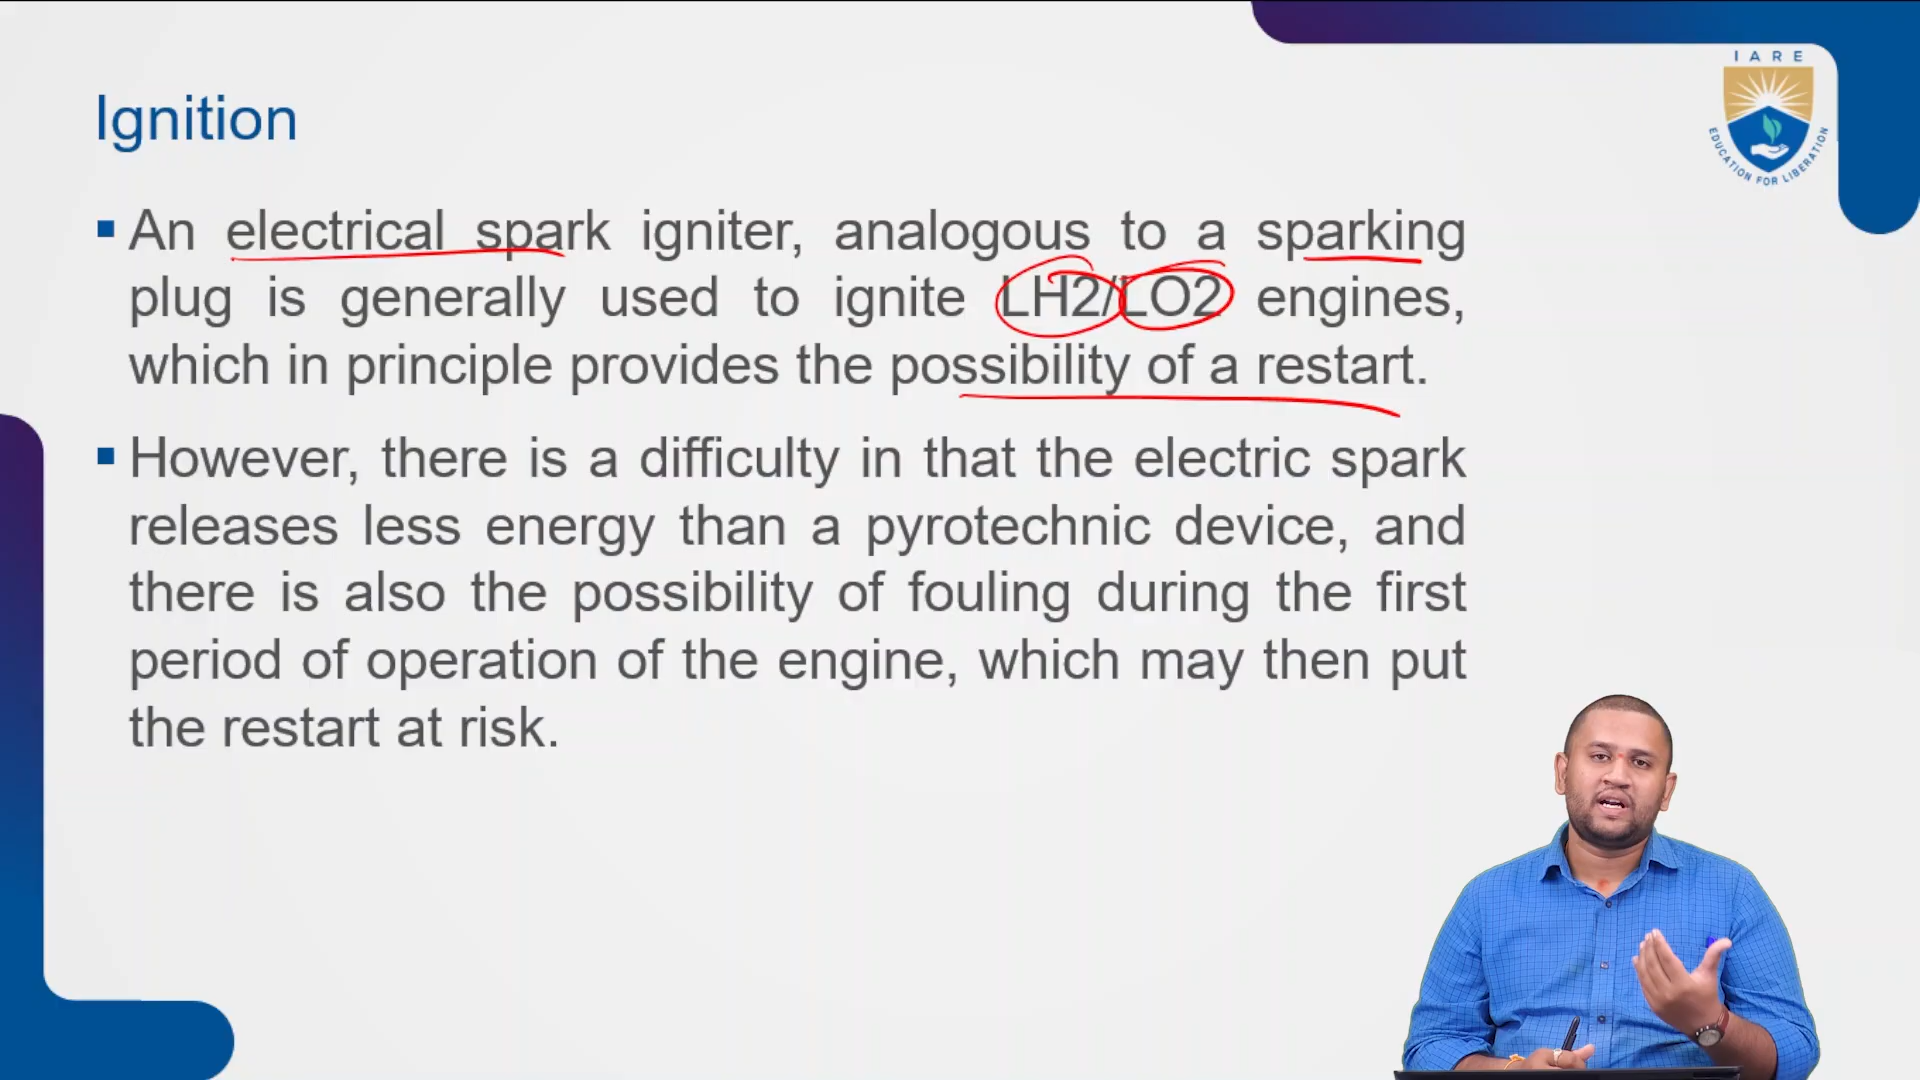 IARE
EDUCATION FOR LIBERATION
Ignition
▪ An electrical spark igniter, analogous to a sparking
plug is generally used to ignite LH2/LO2 engines,
which in principle provides the possibility of a restart.
▪ However, there is a difficulty in that the electric spark
releases less energy than a pyrotechnic device, and
there is also the possibility of fouling during the first
period of operation of the engine, which may then put
the restart at risk.